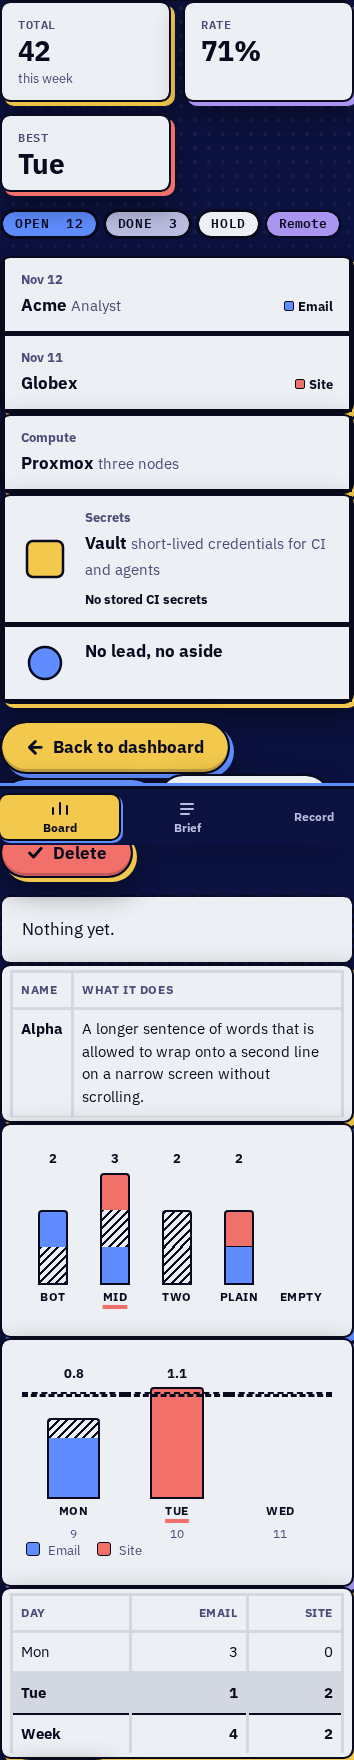 TOTAL
42
this week
RATE
71%
BEST
Tue
OPEN 12 DONE 3 HOLD Remote
Nov 12
Acme Analyst Email
Nov 11
Globex Site
Compute
Proxmox three nodes
Secrets
Vault short-lived credentials for CI
and agents
No stored CI secrets
No lead, no aside
Back to dashboard
Board Brief Record
Delete
Nothing yet.
NAME WHAT IT DOES
Alpha A longer sentence of words that is
allowed to wrap onto a second line
on a narrow screen without
scrolling.
2 3 2 2
BOT MID TWO PLAIN EMPTY
0.8 1.1
MON TUE WED
9 10 11
Email Site
DAY EMAIL SITE
Mon 3 0
Tue 1 2
Week 4 2